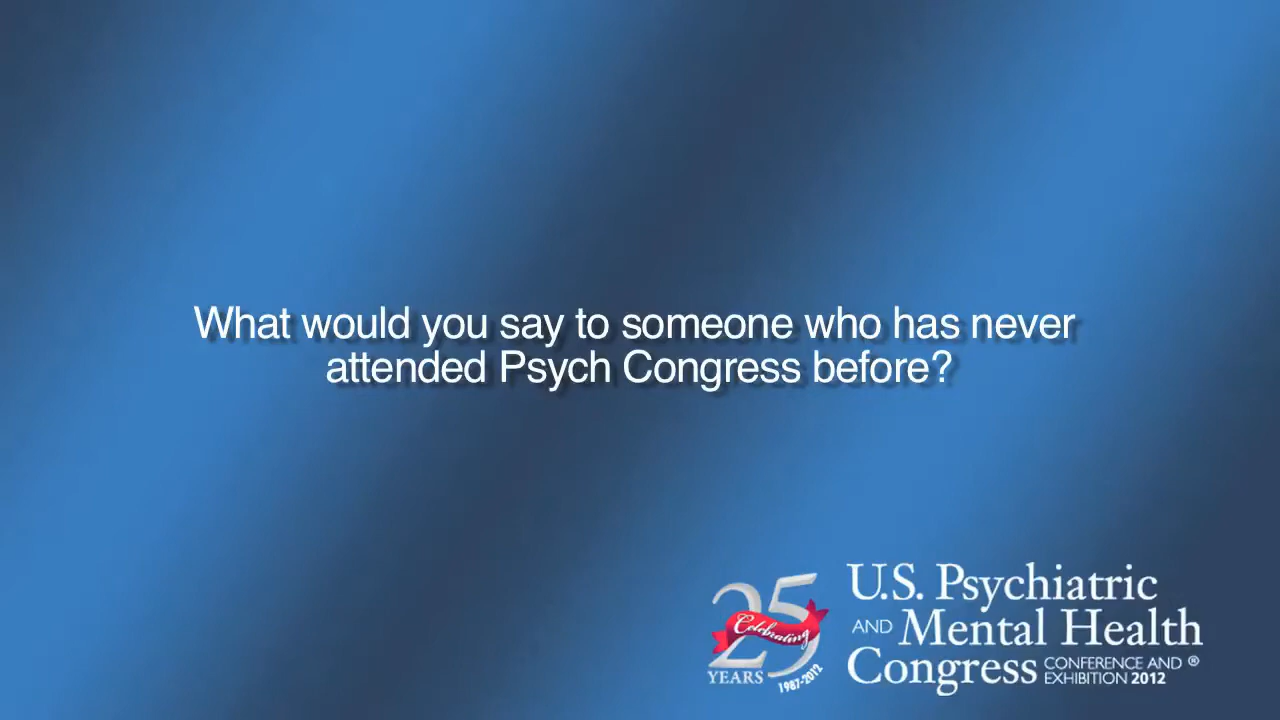 What would you say to someone who has never
attended Psych Congress before?
25
Celebrating
YEARS
1987-2012
U.S. Psychiatric
AND Mental Health
Congress CONFERENCE AND ®
EXHIBITION 2012